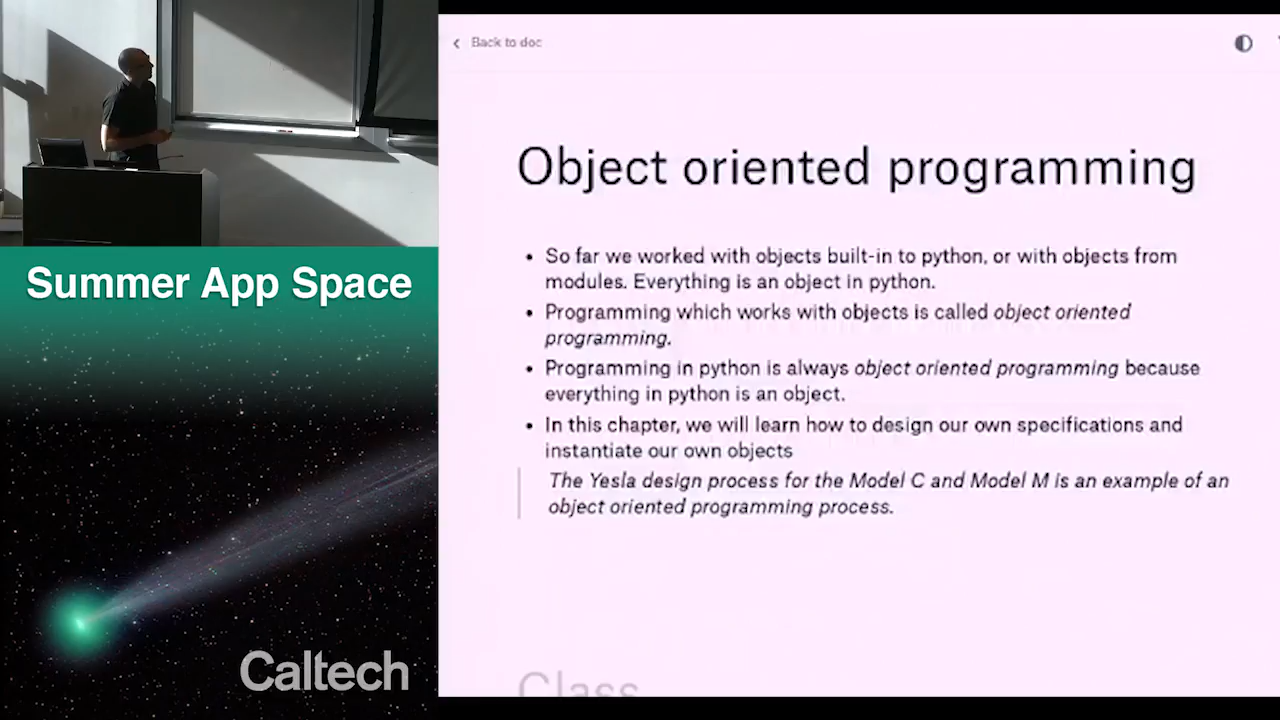 Back to doc
Object oriented programming
• So far we worked with objects built-in to python, or with objects from
modules. Everything is an object in python.
• Programming which works with objects is called object oriented
programming.
• Programming in python is always object oriented programming because
everything in python is an object.
• In this chapter, we will learn how to design our own specifications and
instantiate our own objects
The Yesla design process for the Model C and Model M is an example of an
object oriented programming process.
Class
Summer App Space
Caltech